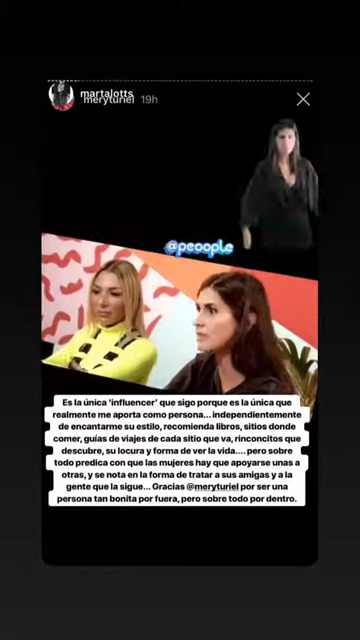 martalotts
meryturiel 19h
@peoople
Es la única 'influencer' que sigo porque es la única que
realmente me aporta como persona... independientemente
de encantarme su estilo, recomienda libros, sitios donde
comer, guías de viajes de cada sitio que va, rinconcitos que
descubre, su locura y forma de ver la vida.... pero sobre
todo predica con que las mujeres hay que apoyarse unas a
otras, y se nota en la forma de tratar a sus amigas y a la
gente que la sigue... Gracias @meryturiel por ser una
persona tan bonita por fuera, pero sobre todo por dentro.